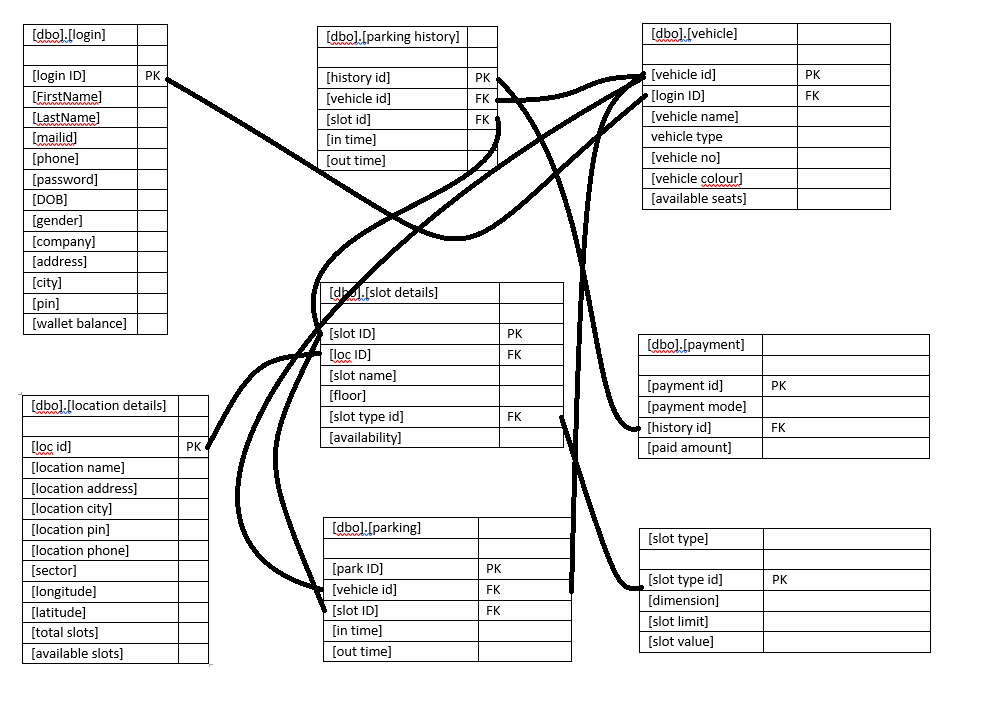 [dbo].[login]
[login ID] PK
[FirstName]
[LastName]
[mailid]
[phone]
[password]
[DOB]
[gender]
[company]
[address]
[city]
[pin]
[wallet balance]
[dbo].[parking history]
[history id] PK
[vehicle id] FK
[slot id] FK
[in time]
[out time]
[dbo].[vehicle]
[vehicle id] PK
[login ID] FK
[vehicle name]
vehicle type
[vehicle no]
[vehicle colour]
[available seats]
[dbo].[slot details]
[slot ID] PK
[loc ID] FK
[slot name]
[floor]
[slot type id] FK
[availability]
[dbo].[payment]
[payment id] PK
[payment mode]
[history id] FK
[paid amount]
[dbo].[location details]
[loc id] PK
[location name]
[location address]
[location city]
[location pin]
[location phone]
[sector]
[longitude]
[latitude]
[total slots]
[available slots]
[dbo].[parking]
[park ID] PK
[vehicle id] FK
[slot ID] FK
[in time]
[out time]
[slot type]
[slot type id] PK
[dimension]
[slot limit]
[slot value]